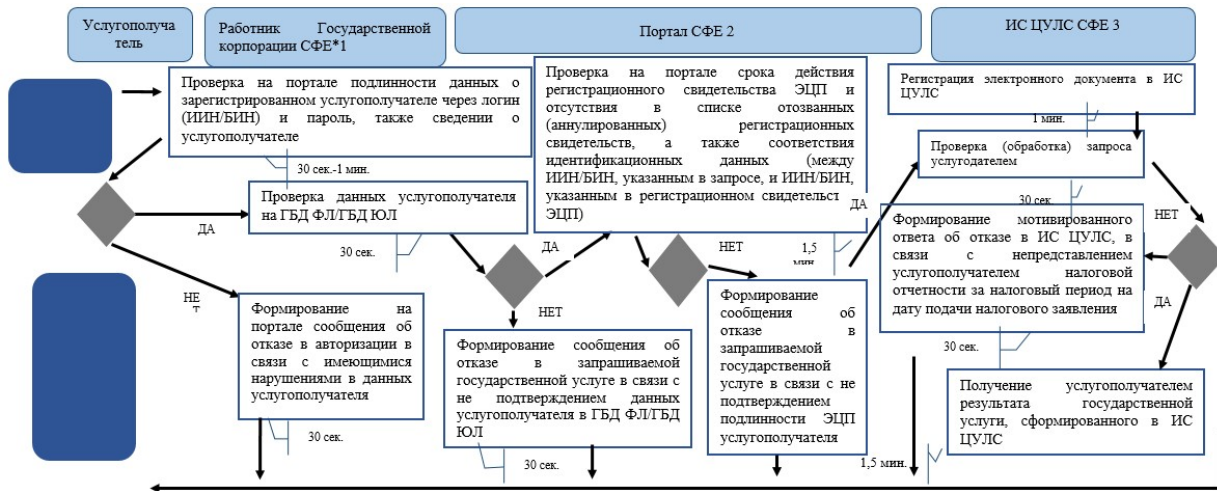 Услугополуча
тель
Работник Государственной
корпорации СФЕ*1
Портал СФЕ 2
ИС ЦУЛС СФЕ 3
Проверка на портале подлинности данных о
зарегистрированном услугополучателе через логин
(ИИН/БИН) и пароль, также сведении о
услугополучателе
30 сек.-1 мин.
Проверка данных услугополучателя
на ГБД ФЛ/ГБД ЮЛ
ДА
30 сек.
НЕ
Т
Формирование на
портале сообщения об
отказе в авторизации в
связи с имеющимися
нарушениями в данных
услугополучателя
30 сек.
Проверка на портале срока действия
регистрационного свидетельства ЭЦП и
отсутствия в списке отозванных
(аннулированных) регистрационных
свидетельств, а также соответствия
идентификационных данных (между
ИИН/БИН, указанным в запросе, и ИИН/БИН,
указанным в регистрационном свидетельст
ЭЦП)
ДА
ДА
НЕТ
1,5
мин.
НЕТ
Формирование сообщения об
отказе в запрашиваемой
государственной услуге в связи с
не подтверждением данных
услугополучателя в ГБД ФЛ/ГБД
ЮЛ
30 сек.
Формирование
сообщения об
отказе в
запрашиваемой
государственной
услуге в связи с не
подтверждением
подлинности ЭЦП
услугополучателя
Регистрация электронного документа в ИС
ЦУЛС
1 мин.
Проверка (обработка) запроса
услугодателем
30 сек.
НЕТ
Формирование мотивированного
ответа об отказе в ИС ЦУЛС, в
связи с непредставлением
услугополучателем налоговой
отчетности за налоговый период на
дату подачи налогового заявления
ДА
30 сек.
Получение услугополучателем
результата государственной
услуги, сформированного в ИС
ЦУЛС
1,5 мин.